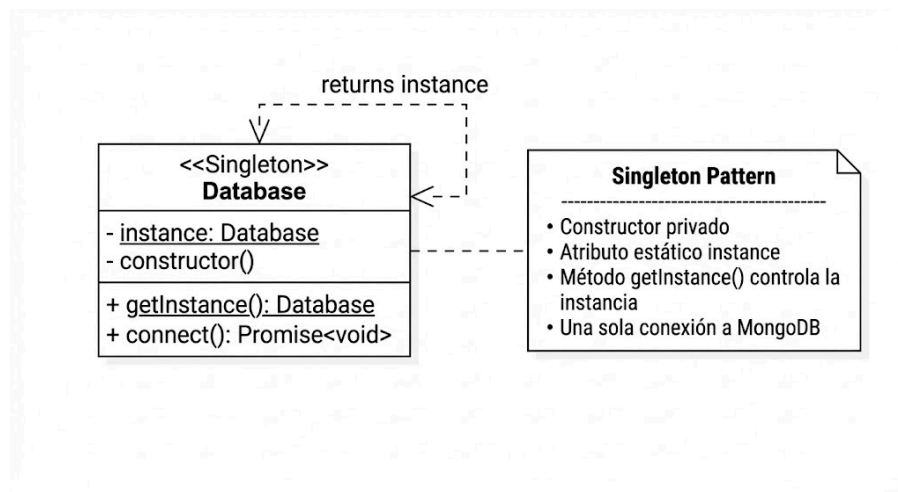 returns instance
<<Singleton>>
Database
- instance: Database
- constructor()
+ getInstance(): Database
+ connect(): Promise<void>
Singleton Pattern
• Constructor privado
• Atributo estático instance
• Método getInstance() controla la
instancia
• Una sola conexión a MongoDB